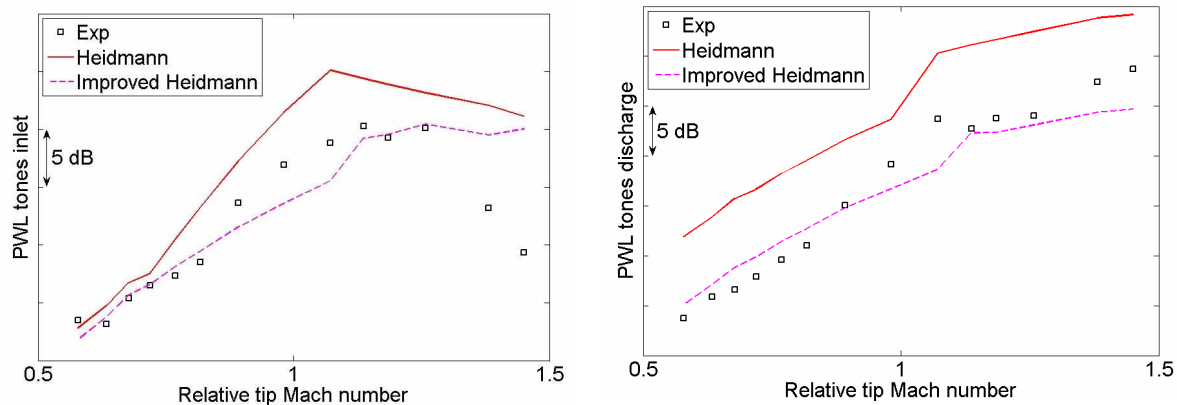 Exp
Heidmann
Improved Heidmann
5 dB
PWL tones inlet
0.5
1
1.5
Relative tip Mach number
Exp
Heidmann
Improved Heidmann
5 dB
PWL tones discharge
0.5
1
1.5
Relative tip Mach number